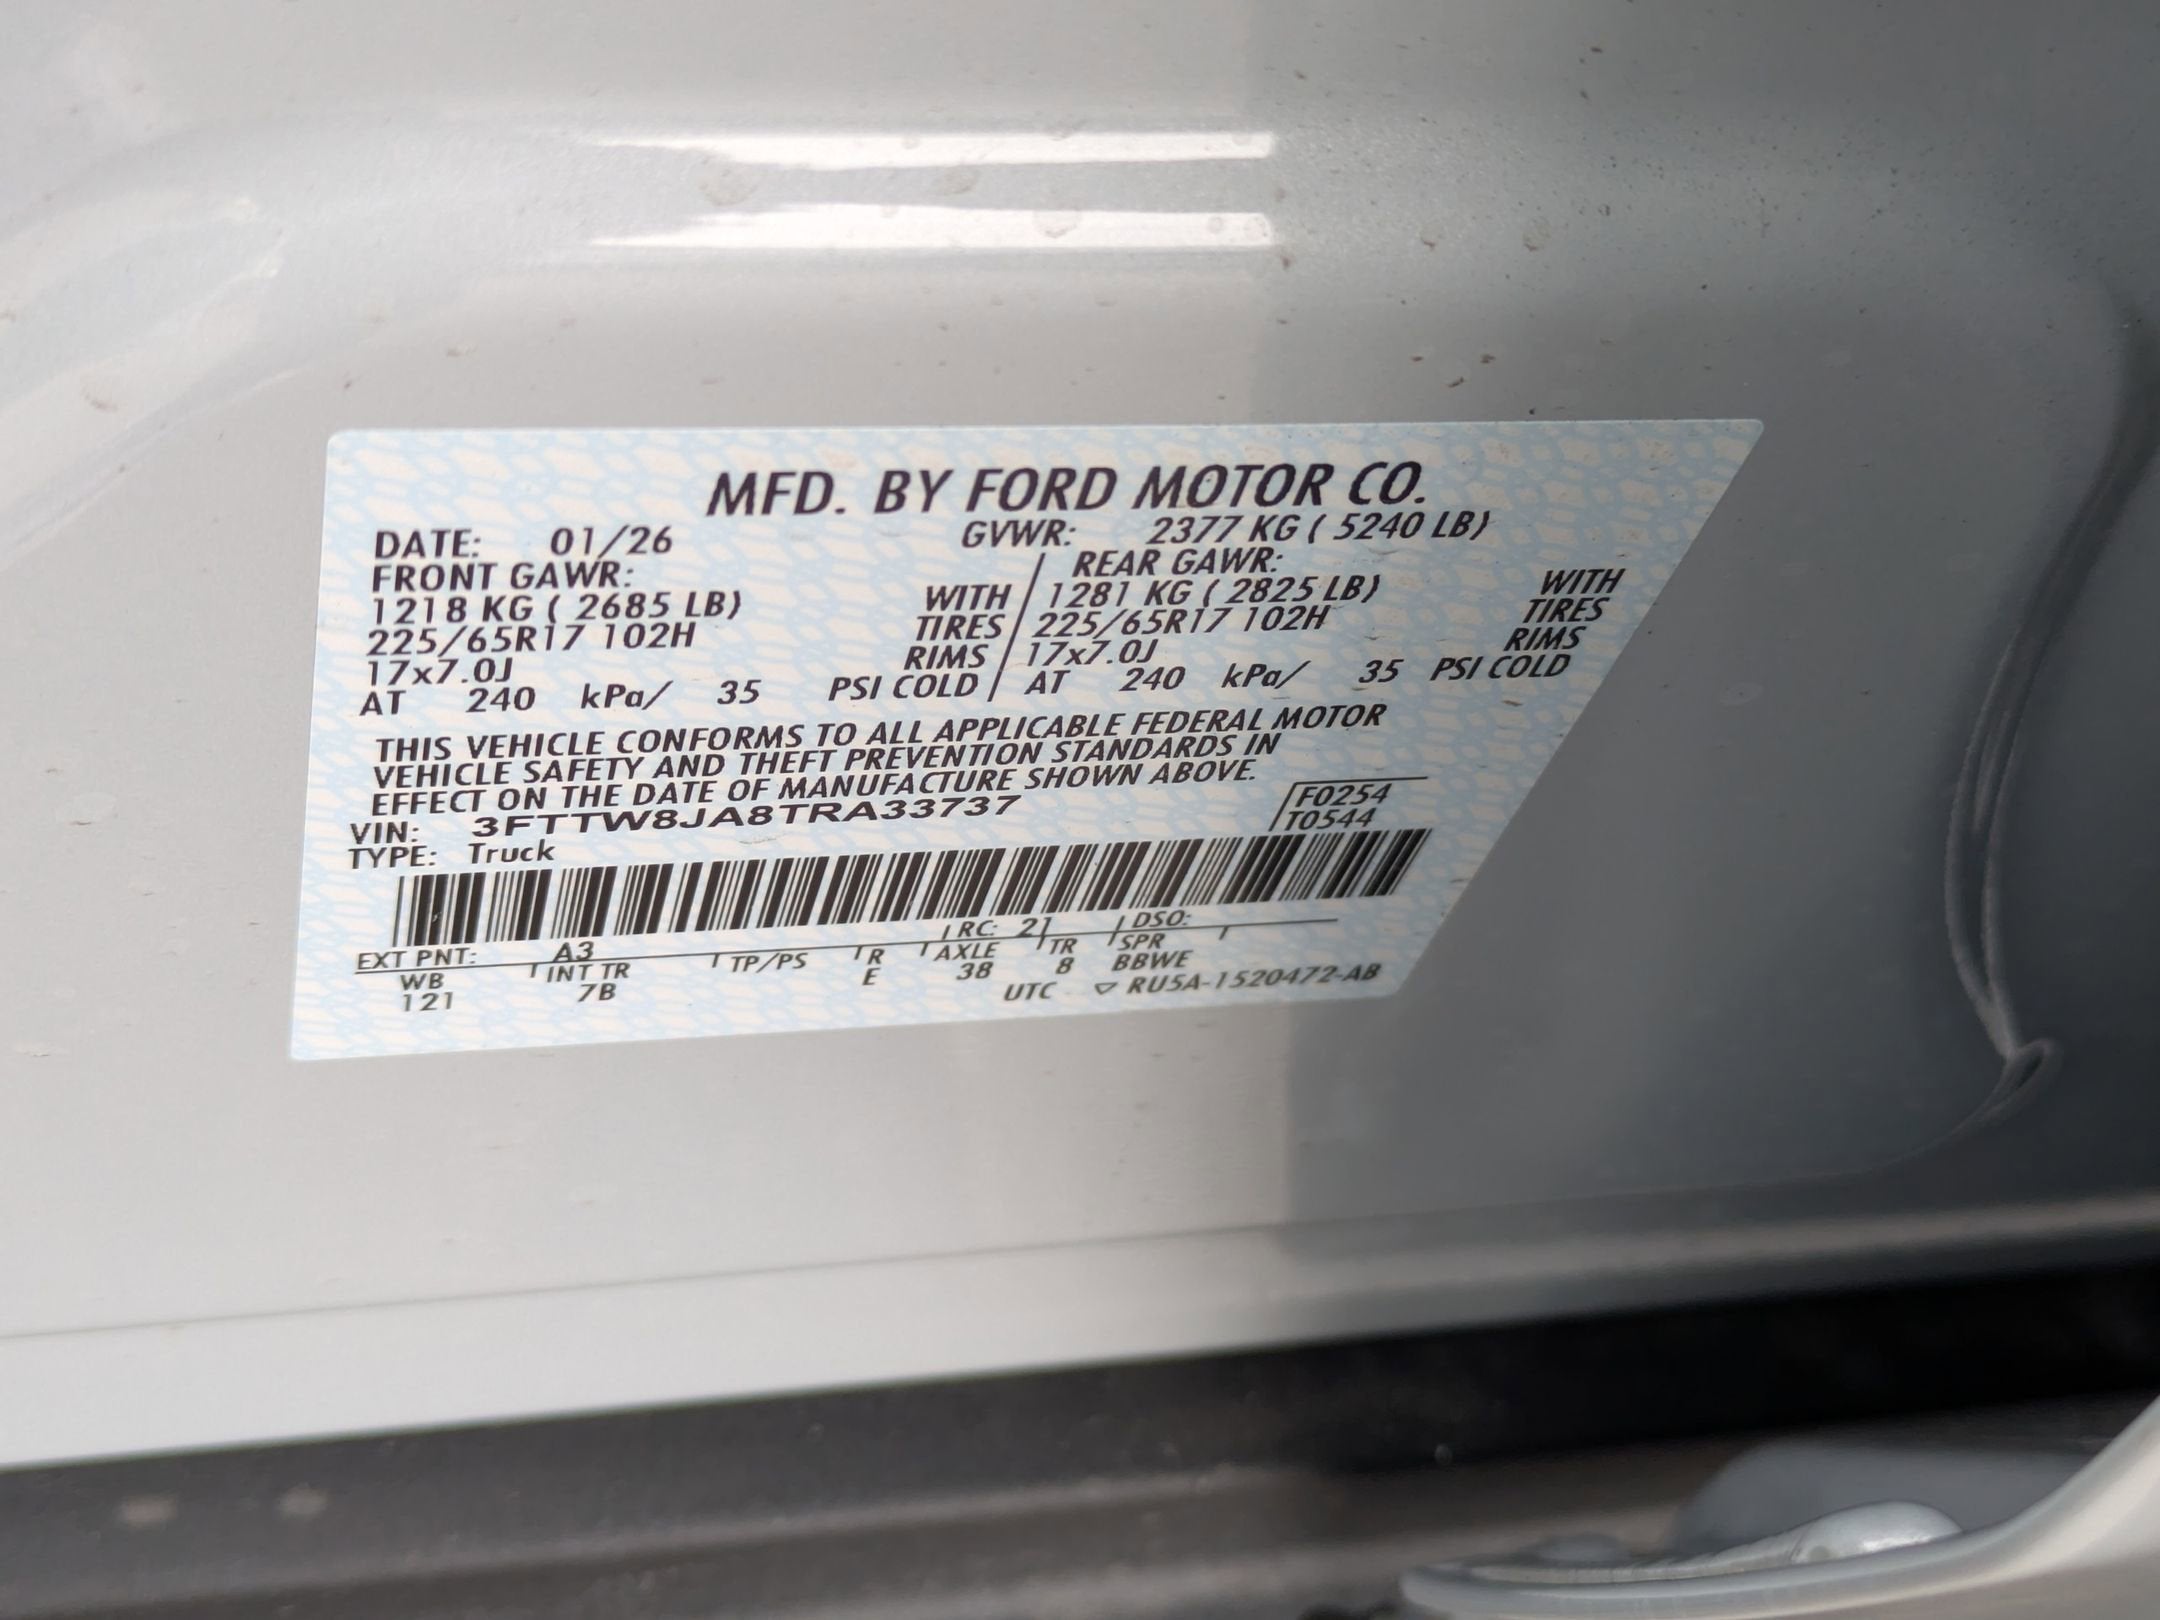 MFD. BY FORD MOTOR CO.
DATE: 01/26 GVWR: 2377 KG ( 5240 LB)
FRONT GAWR: REAR GAWR:
1218 KG ( 2685 LB) WITH / 1281 KG ( 2825 LB) WITH
225/65R17 102H TIRES / 225/65R17 102H TIRES
17x7.0J RIMS / 17x7.0J RIMS
AT 240 kPa/ 35 PSI COLD / AT 240 kPa/ 35 PSI COLD
THIS VEHICLE CONFORMS TO ALL APPLICABLE FEDERAL MOTOR
VEHICLE SAFETY AND THEFT PREVENTION STANDARDS IN
EFFECT ON THE DATE OF MANUFACTURE SHOWN ABOVE.
VIN: 3FTTW8JA8TRA33737 F0254
TYPE: Truck T0544
EXT PNT: A3 RC: 21 DSO:
WB INT TR TP/PS R AXLE TR SPR
121 7B E 38 8 BBWE
UTC ▽ RU5A-1520472-AB